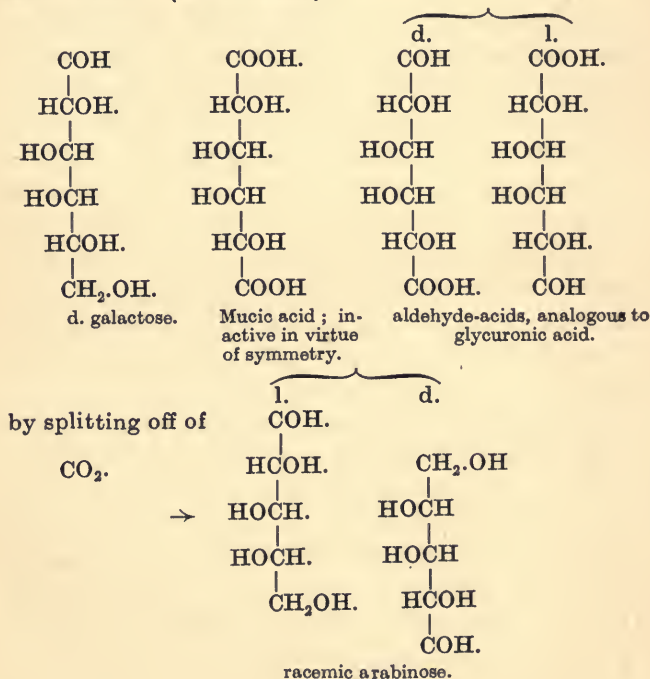 d. l.
COH COOH. COH COOH.
HCOH. HCOH. HCOH HCOH.
HOCH HOCH. HOCH HOCH
HOCH HOCH HOCH HOCH
HCOH. HCOH HCOH HCOH.
CH₂.OH. COOH COOH. COH
d. galactose. Mucic acid ; in- aldehyde-acids, analogous to
active in virtue glycuronic acid.
of symmetry.
l. d.
by splitting off of COH.
CO₂. HCOH. CH₂.OH
→ HOCH. HOCH
HOCH. HOCH
CH₂OH. HCOH
COH.
racemic arabinose.